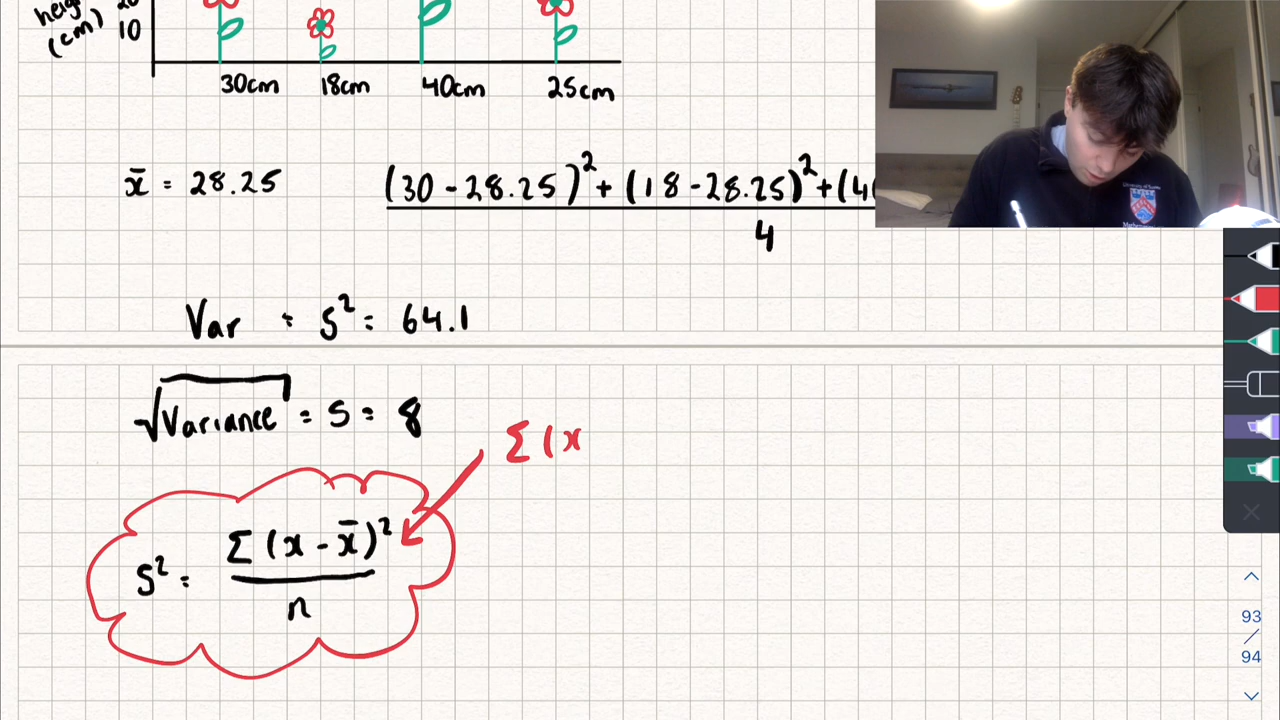 (cm) 10
30cm 18cm 40cm 25cm
x̄ = 28.25
(30 - 28.25)² + (18 - 28.25)² + (4
4
Var = S² = 64.1
√Variance = S = 8
Σ (x
S² = Σ (x - x̄)²
n
93
/
94